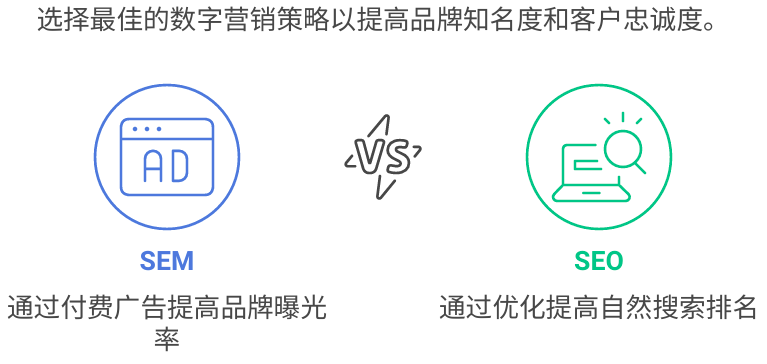 选择最佳的数字营销策略以提高品牌知名度和客户忠诚度。
AD
VS
SEM
SEO
通过付费广告提高品牌曝光
率
通过优化提高自然搜索排名